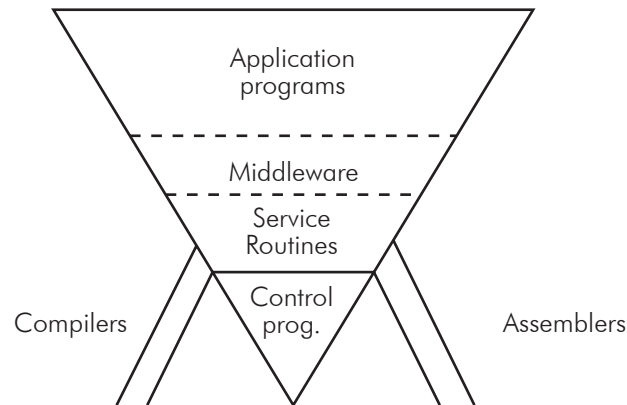 Application
programs
Middleware
Service
Routines
Control
prog.
Compilers
Assemblers